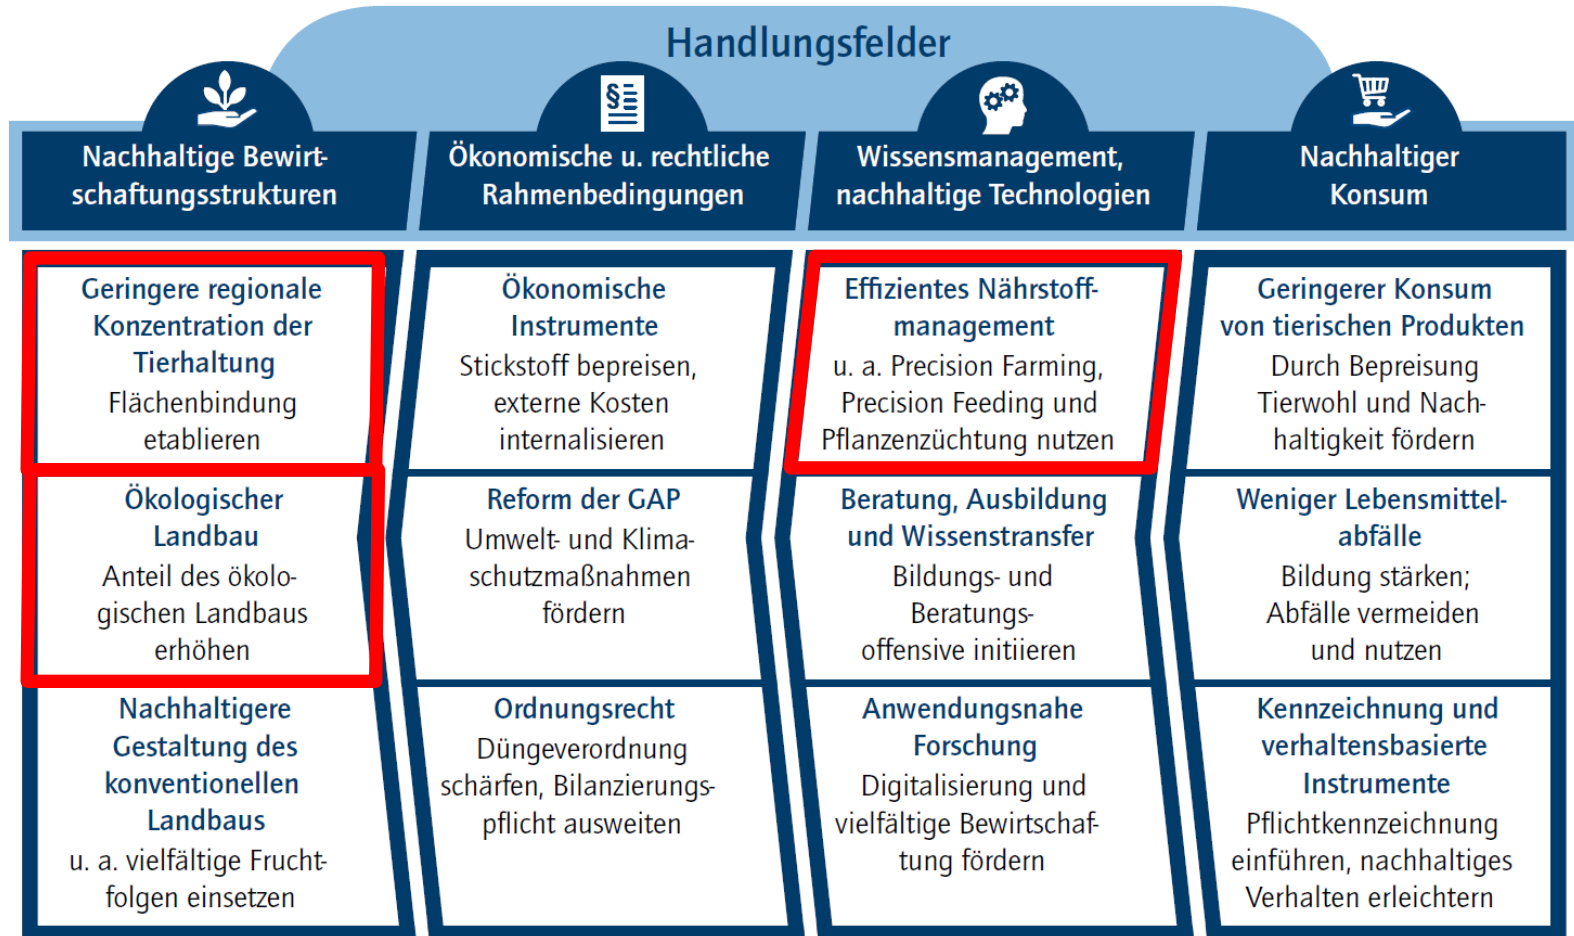 Handlungsfelder
Nachhaltige Bewirt-
schaftungsstrukturen
Geringere regionale
Konzentration der
Tierhaltung
Flächenbindung
etablieren
Ökologischer
Landbau
Anteil des ökolo-
gischen Landbaus
erhöhen
Nachhaltigere
Gestaltung des
konventionellen
Landbaus
u. a. vielfältige Frucht-
folgen einsetzen
§
Ökonomische u. rechtliche
Rahmenbedingungen
Ökonomische
Instrumente
Stickstoff bepreisen,
externe Kosten
internalisieren
Reform der GAP
Umwelt- und Klima-
schutzmaßnahmen
fördern
Ordnungsrecht
Düngeverordnung
schärfen, Bilanzierungs-
pflicht ausweiten
Wissensmanagement,
nachhaltige Technologien
Effizientes Nährstoff-
management
u. a. Precision Farming,
Precision Feeding und
Pflanzenzüchtung nutzen
Beratung, Ausbildung
und Wissenstransfer
Bildungs- und
Beratungs-
offensive initiieren
Anwendungsnahe
Forschung
Digitalisierung und
vielfältige Bewirtschaf-
tung fördern
Nachhaltiger
Konsum
Geringerer Konsum
von tierischen Produkten
Durch Bepreisung
Tierwohl und Nach-
haltigkeit fördern
Weniger Lebensmittel-
abfälle
Bildung stärken;
Abfälle vermeiden
und nutzen
Kennzeichnung und
verhaltensbasierte
Instrumente
Pflichtkennzeichnung
einführen, nachhaltiges
Verhalten erleichtern